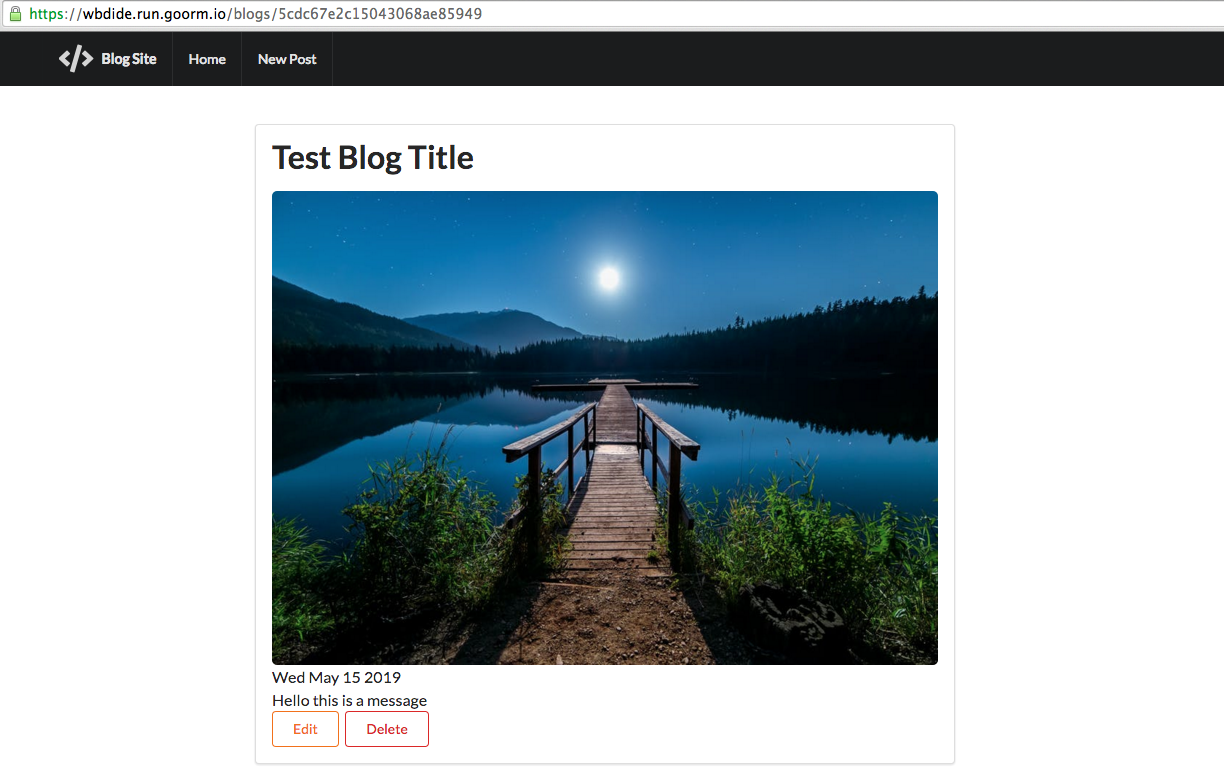 https://wbdide.run.goorm.io/blogs/5cdc67e2c15043068ae85949
Blog Site Home New Post
Test Blog Title
Wed May 15 2019
Hello this is a message
Edit Delete